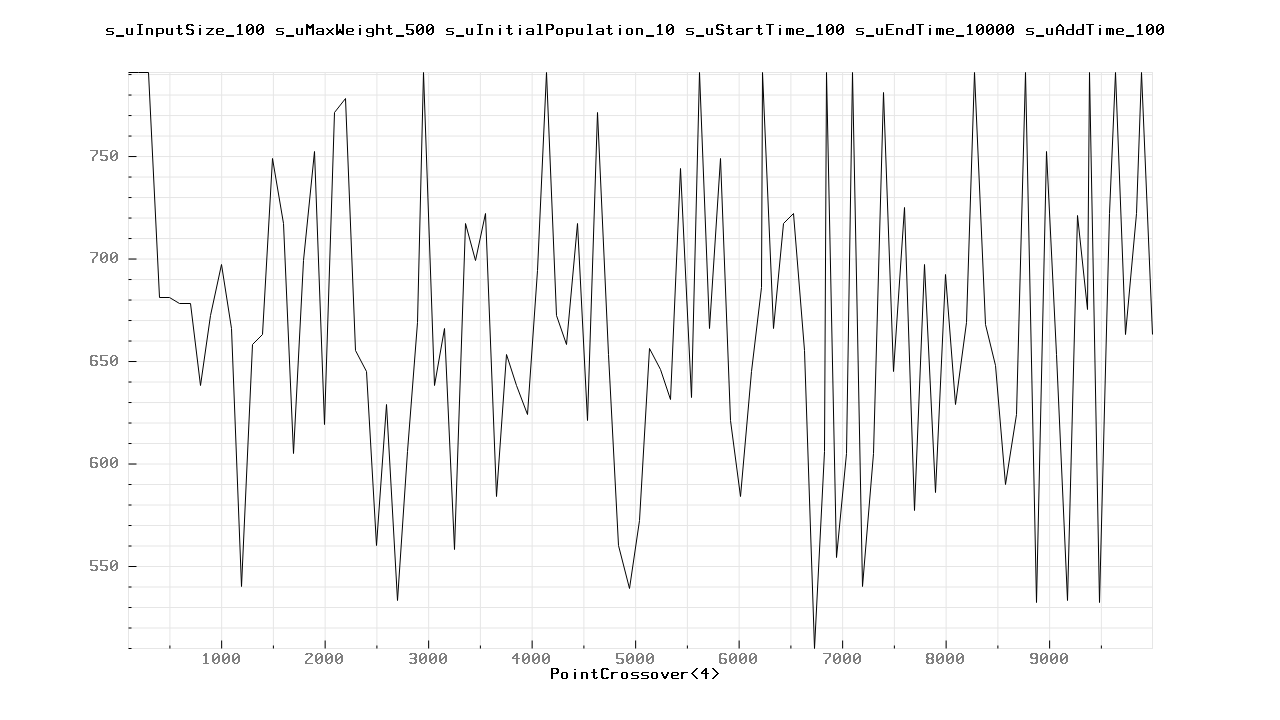 s_uInputSize_100 s_uMaxWeight_500 s_uInitialPopulation_10 s_uStartTime_100 s_uEndTime_10000 s_uAddTime_100
750
700
650
600
550
1000 2000 3000 4000 5000 6000 7000 8000 9000
PointCrossover<4>